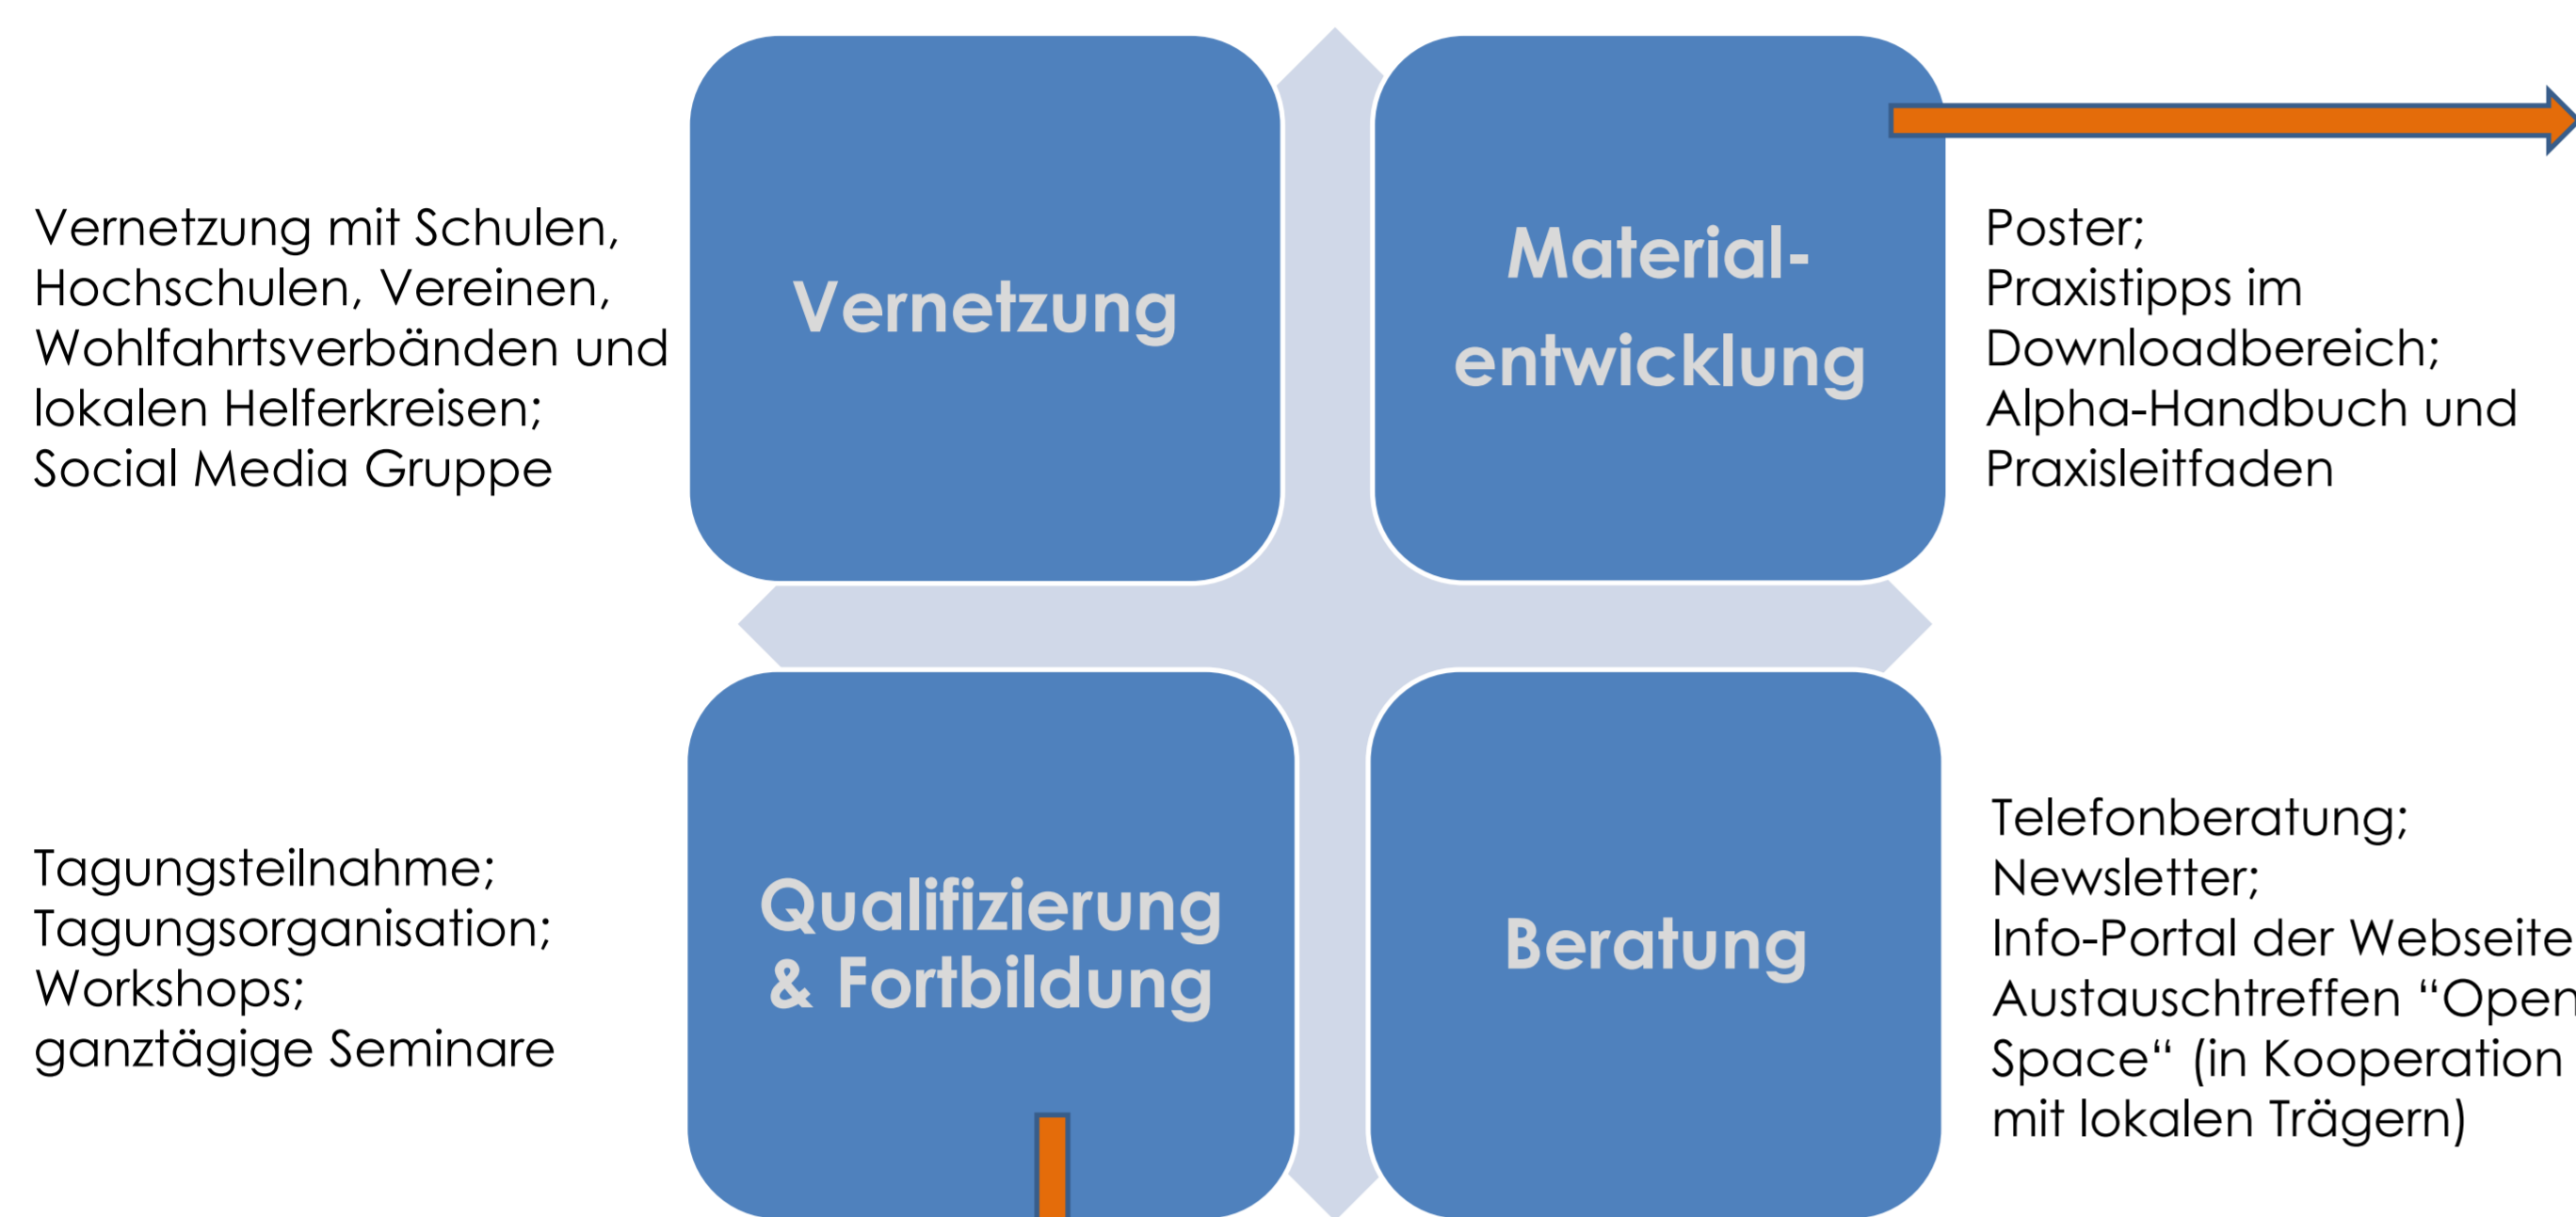 Vernetzung mit Schulen,
Hochschulen, Vereinen,
Wohlfahrtsverbänden und
lokalen Helferkreisen;
Social Media Gruppe
Vernetzung
Material-
entwicklung
Poster;
Praxistipps im
Downloadbereich;
Alpha-Handbuch und
Praxisleitfaden
Tagungsteilnahme;
Tagungsorganisation;
Workshops;
ganztägige Seminare
Qualifizierung
& Fortbildung
Beratung
Telefonberatung;
Newsletter;
Info-Portal der Webseite
Austauschtreffen “Open
Space“ (in Kooperation
mit lokalen Trägern)